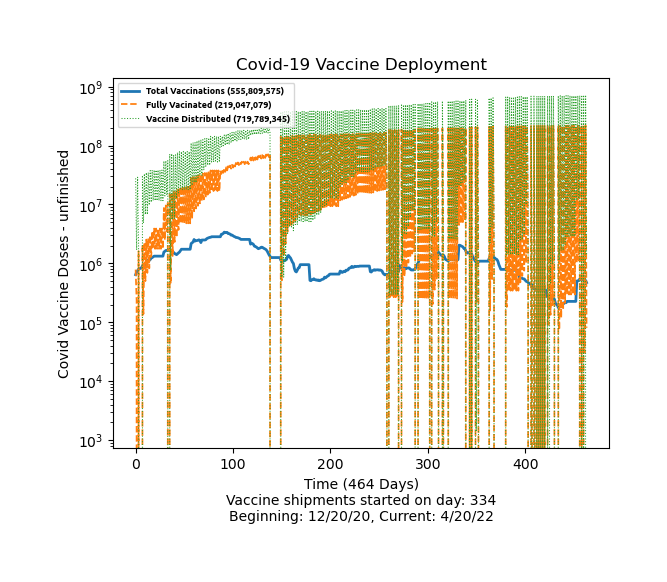 Covid-19 Vaccine Deployment
Total Vaccinations (555,809,575)
Fully Vacinated (219,047,079)
Vaccine Distributed (719,789,345)
Covid Vaccine Doses - unfinished
10⁹
10⁸
10⁷
10⁶
10⁵
10⁴
10³
0 100 200 300 400
Time (464 Days)
Vaccine shipments started on day: 334
Beginning: 12/20/20, Current: 4/20/22